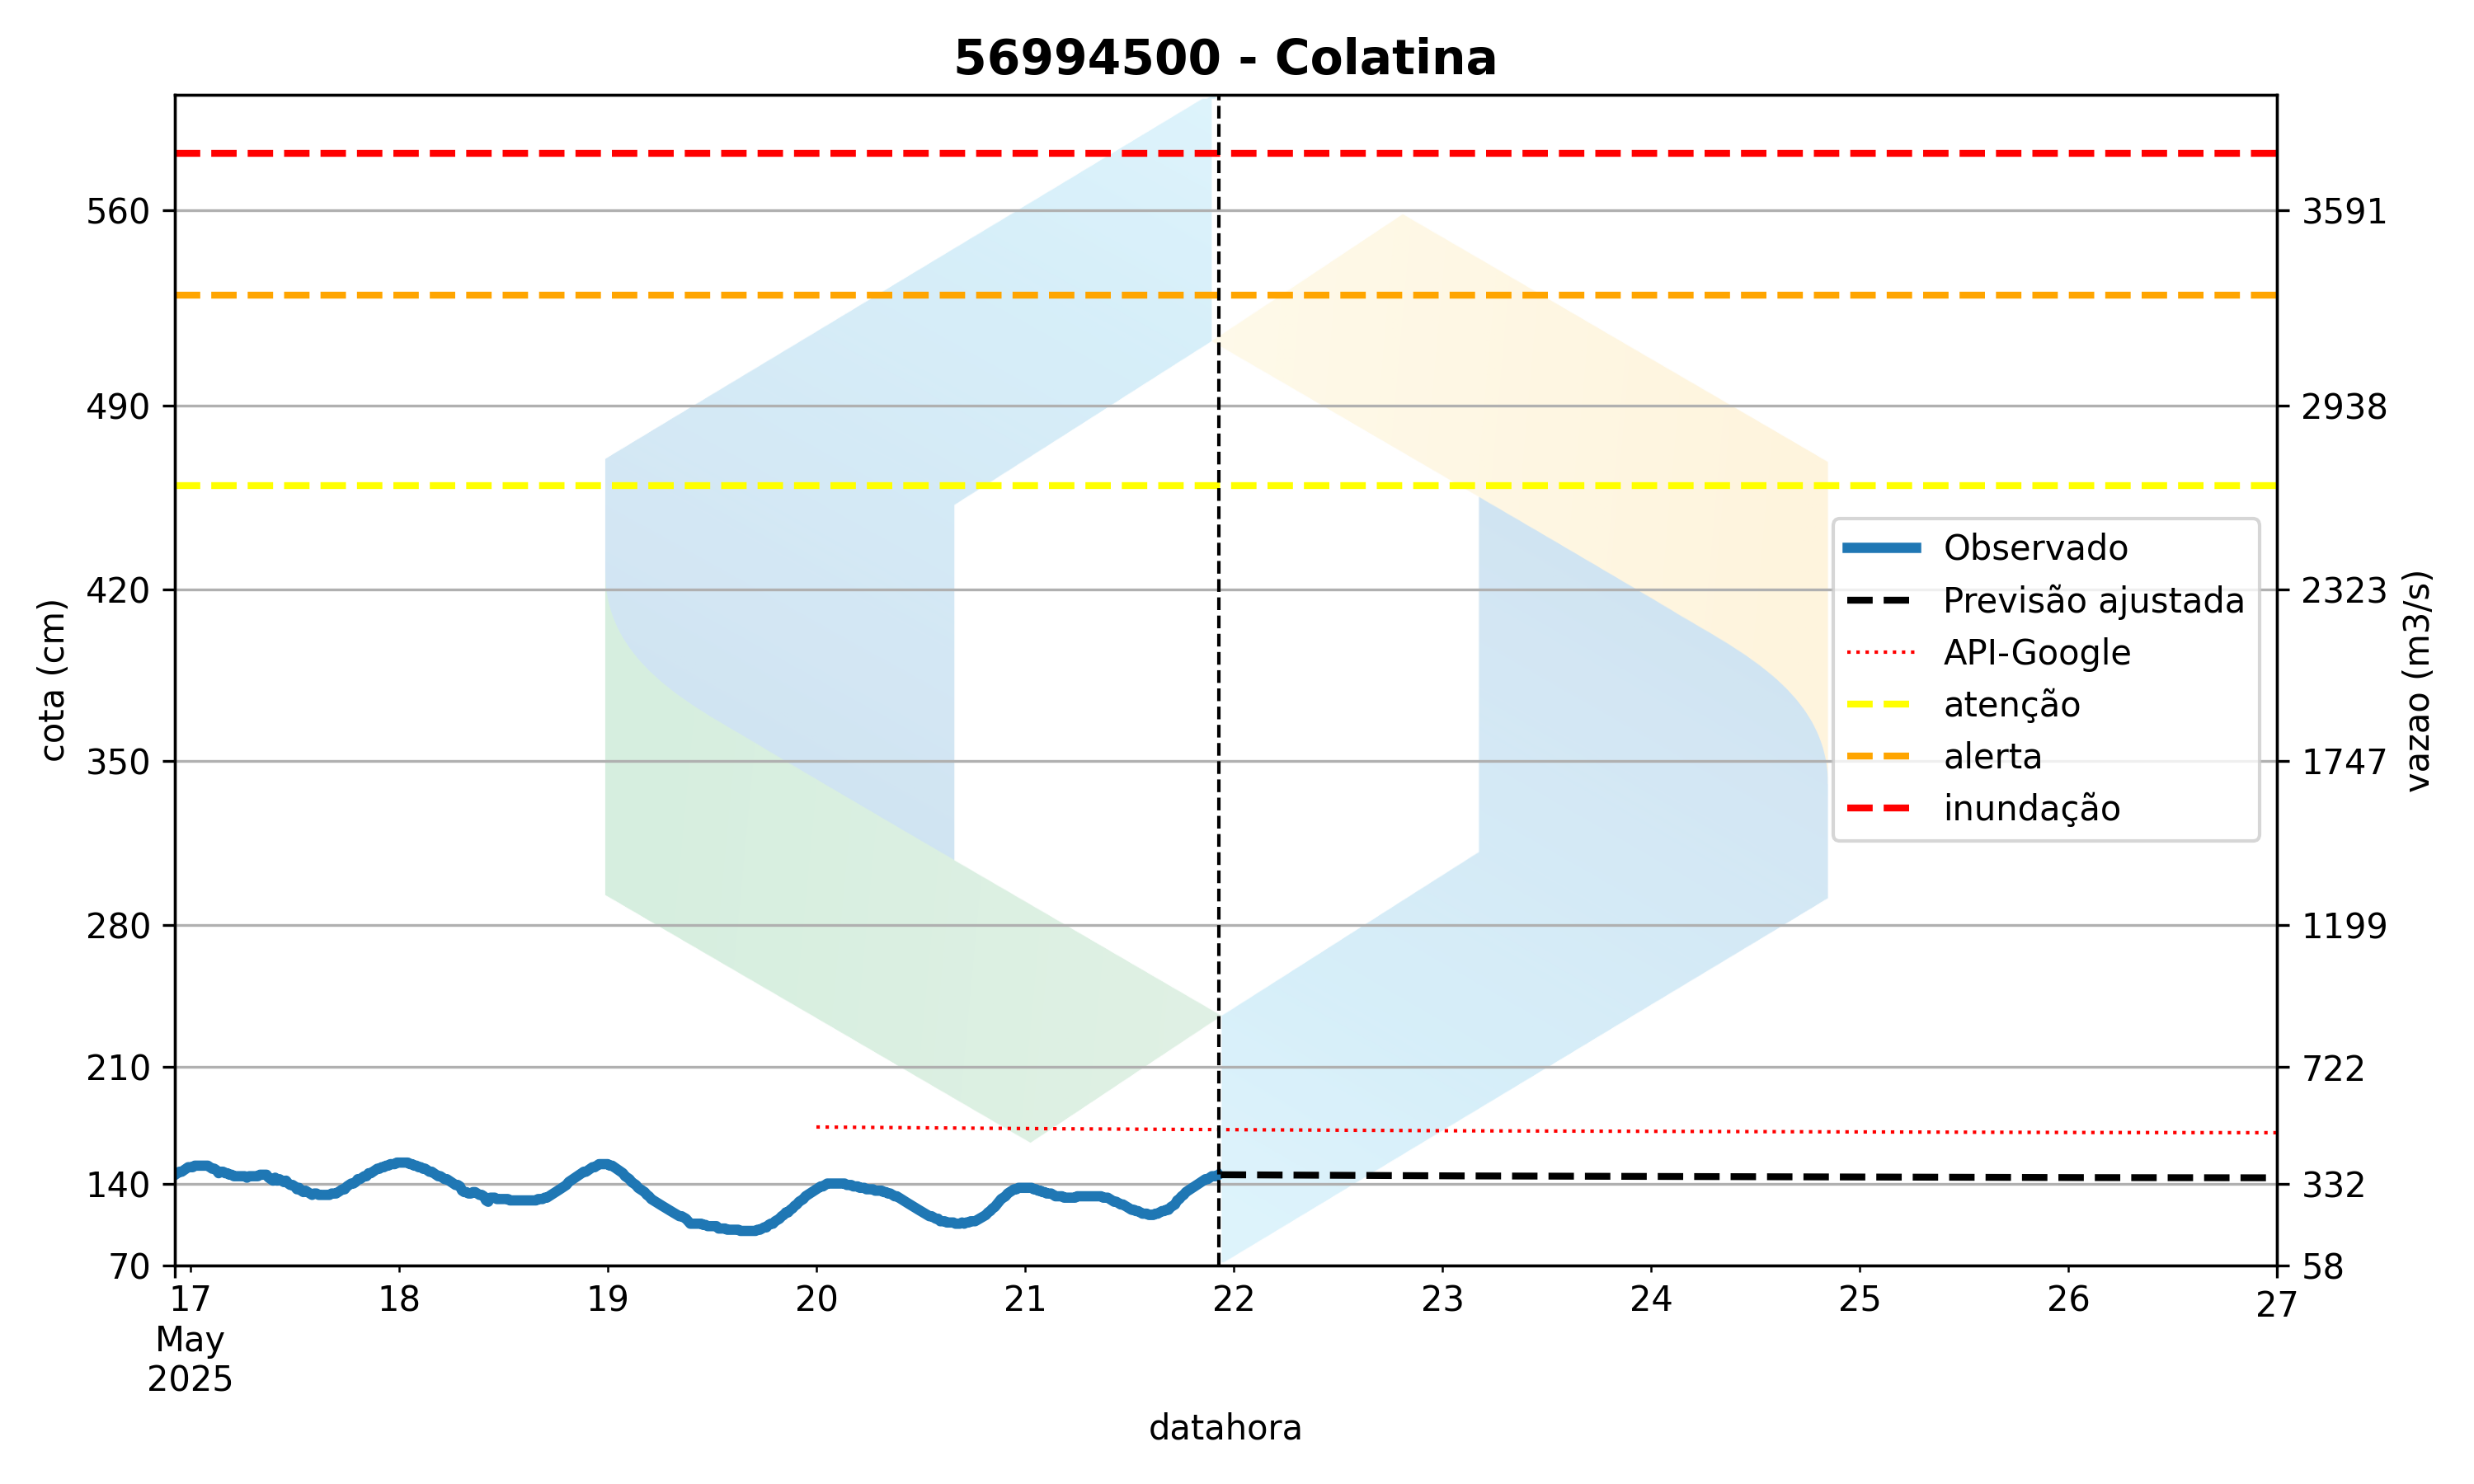 56994500 - Colatina
560
490
420
350
280
210
140
70
cota (cm)
3591
2938
2323
1747
1199
722
332
58
vazao (m3/s)
Observado
Previsão ajustada
API-Google
atenção
alerta
inundação
17
18
19
20
21
22
23
24
25
26
27
May
2025
datahora